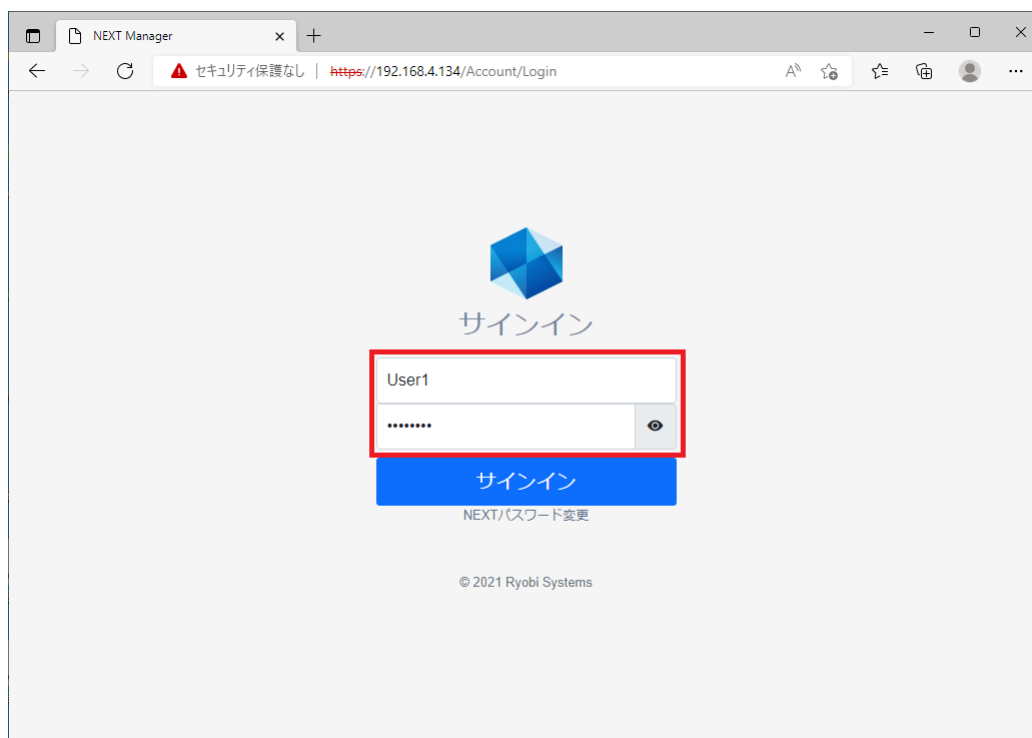 NEXT Manager
セキュリティ保護なし | https://192.168.4.134/Account/Login
サインイン
User1
••••••••
サインイン
NEXTパスワード変更
© 2021 Ryobi Systems